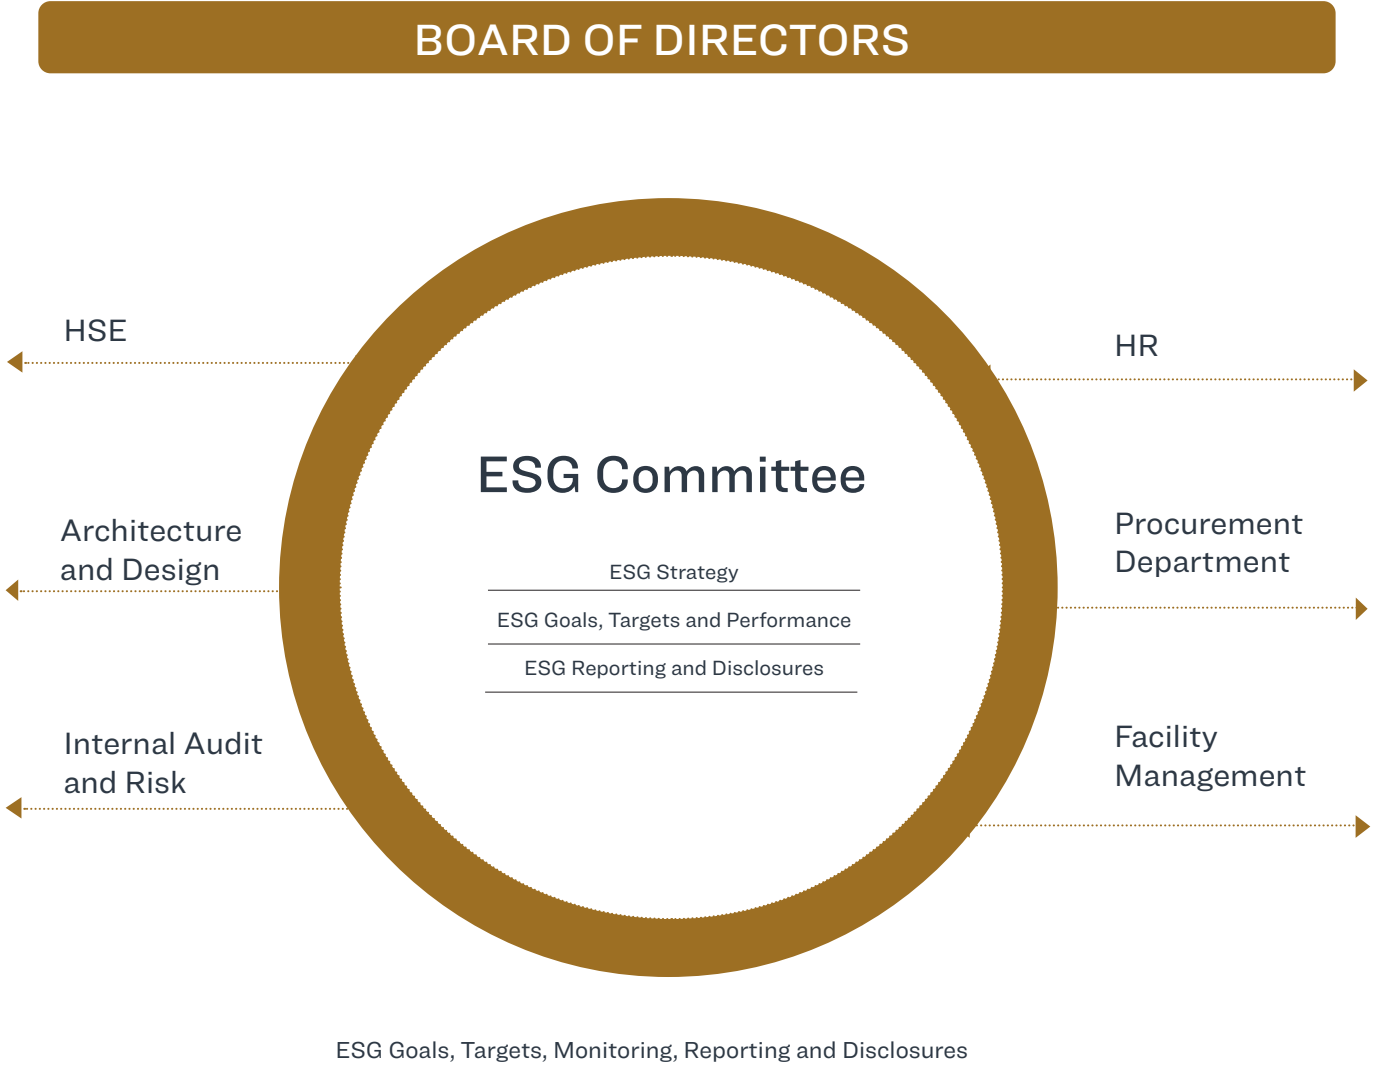 BOARD OF DIRECTORS
HSE
HR
ESG Committee
Architecture
and Design
Procurement
Department
ESG Strategy
ESG Goals, Targets and Performance
ESG Reporting and Disclosures
Internal Audit
and Risk
Facility
Management
ESG Goals, Targets, Monitoring, Reporting and Disclosures